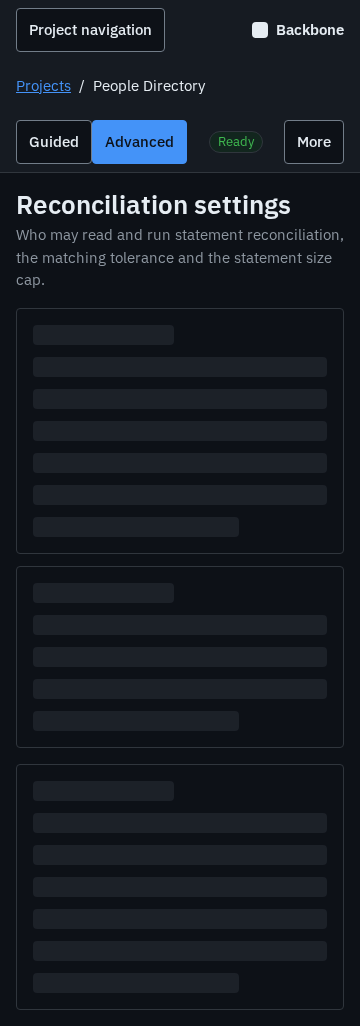 Project navigation
Backbone
Projects / People Directory
Guided Advanced Ready More
Reconciliation settings
Who may read and run statement reconciliation,
the matching tolerance and the statement size
cap.